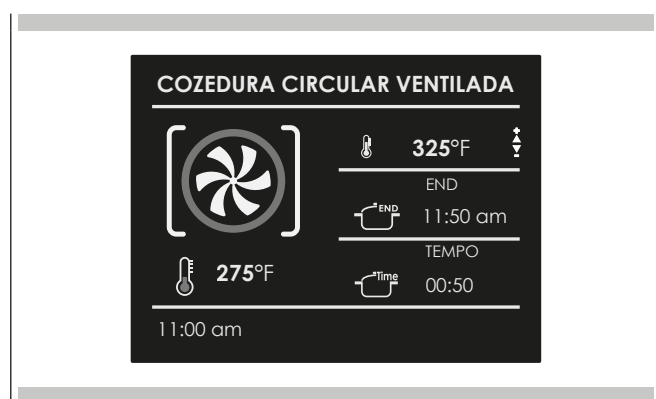 COZEDURA CIRCULAR VENTILADA
325°F
END
END
11:50 am
275°F
TEMPO
Time
00:50
11:00 am